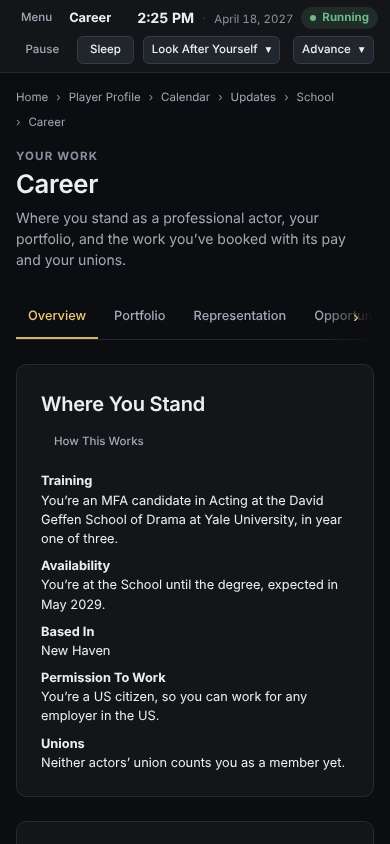 Menu Career 2:25 PM · April 18, 2027 Running
Pause Sleep Look After Yourself ▾ Advance ▾
Home › Player Profile › Calendar › Updates › School
› Career
YOUR WORK
Career
Where you stand as a professional actor, your
portfolio, and the work you’ve booked with its pay
and your unions.
Overview Portfolio Representation ›
Where You Stand
How This Works
Training
You’re an MFA candidate in Acting at the David
Geffen School of Drama at Yale University, in year
one of three.
Availability
You’re at the School until the degree, expected in
May 2029.
Based In
New Haven
Permission To Work
You’re a US citizen, so you can work for any
employer in the US.
Unions
Neither actors’ union counts you as a member yet.